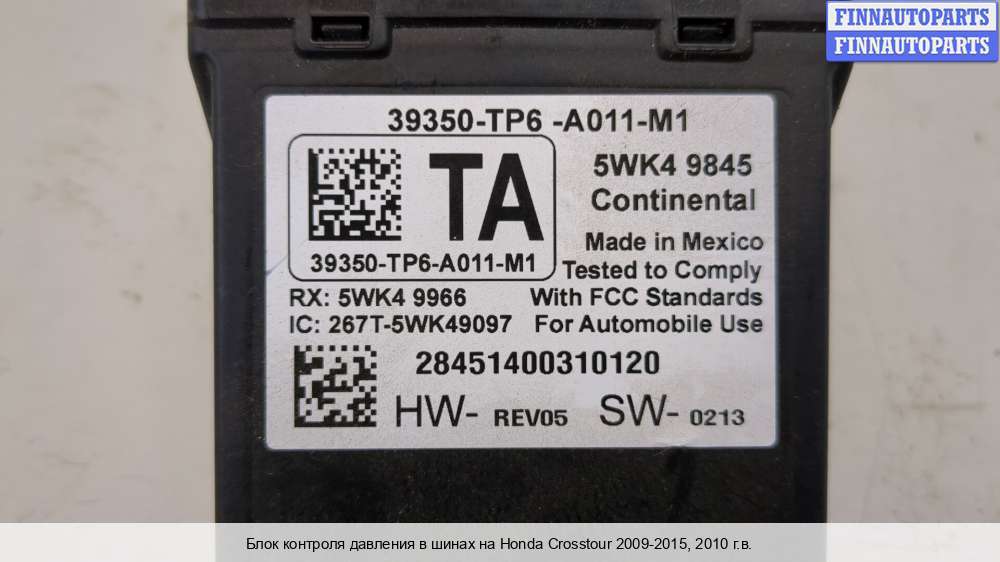 FINNAUTOPARTS
FINNAUTOPARTS
39350-TP6 -A011-M1
TA
39350-TP6-A011-M1
5WK4 9845
Continental
Made in Mexico
Tested to Comply
With FCC Standards
For Automobile Use
RX: 5WK4 9966
IC: 267T-5WK49097
28451400310120
HW- REV05 SW- 0213
Блок контроля давления в шинах на Honda Crosstour 2009-2015, 2010 г.в.